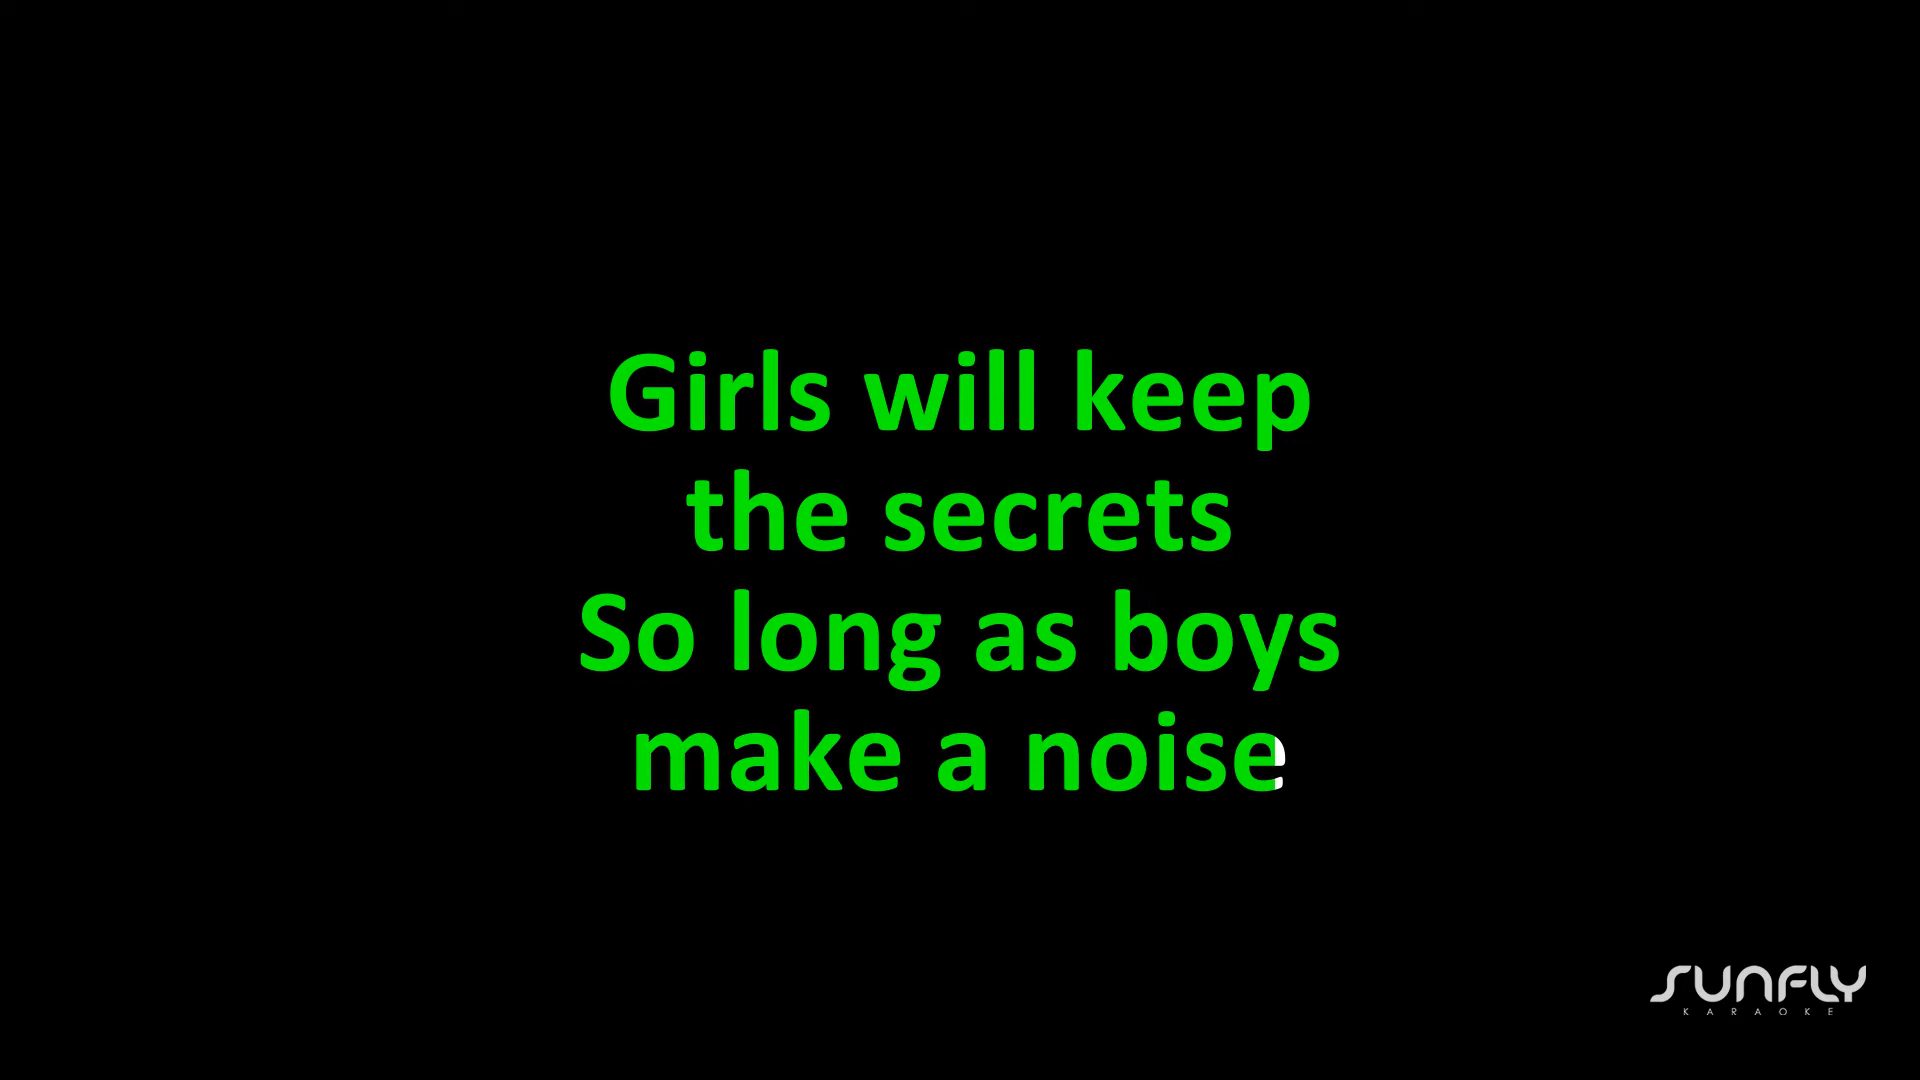 Girls will keep
the secrets
So long as boys
make a noise
SUNFLY
KARAOKE